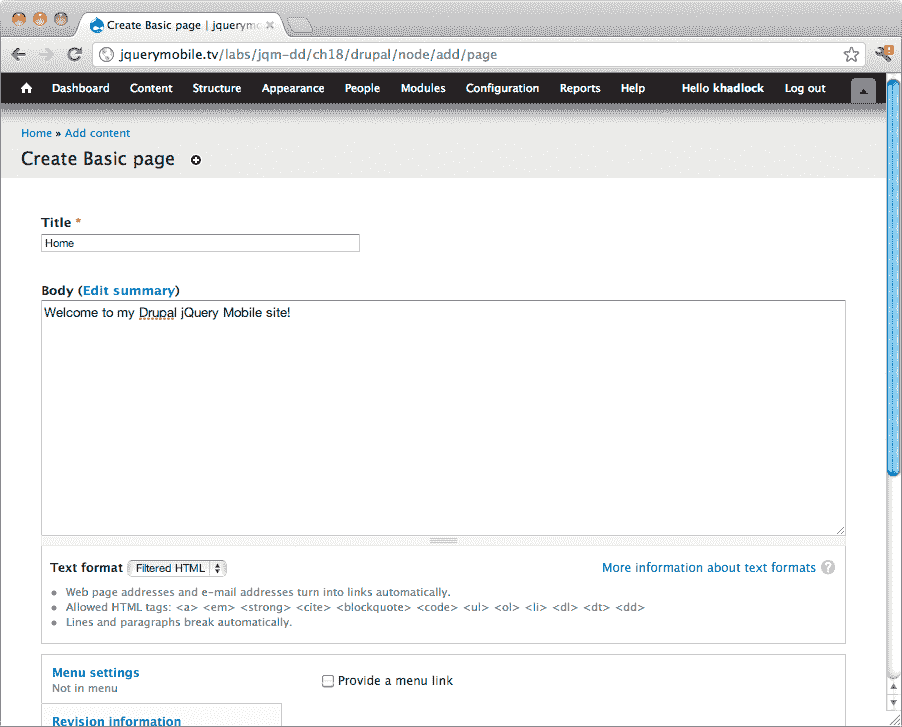 Create Basic page | jquerymo
jquerymobile.tv/labs/jqm-dd/ch18/drupal/node/add/page
Dashboard Content Structure Appearance People Modules Configuration Reports Help Hello khadlock Log out
Home » Add content
Create Basic page
Title *
Home
Body (Edit summary)
Welcome to my Drupal jQuery Mobile site!
Text format Filtered HTML More information about text formats ?
Web page addresses and e-mail addresses turn into links automatically.
Allowed HTML tags: <a> <em> <strong> <cite> <blockquote> <code> <ul> <ol> <li> <dl> <dt> <dd>
Lines and paragraphs break automatically.
Menu settings
Not in menu
Provide a menu link
Revision information